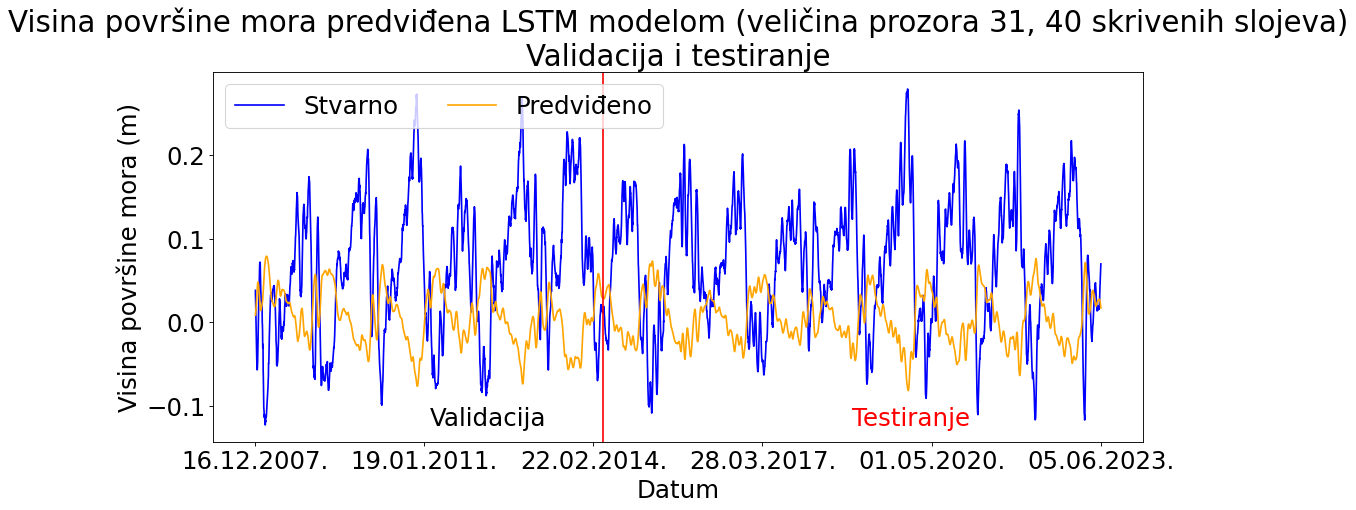 Visina površine mora predviđena LSTM modelom (veličina prozora 31, 40 skrivenih slojeva)
Validacija i testiranje
Stvarno
Predviđeno
Visina površine mora (m)
0.2
0.1
0.0
−0.1
Validacija
Testiranje
16.12.2007.
19.01.2011.
22.02.2014.
28.03.2017.
01.05.2020.
05.06.2023.
Datum